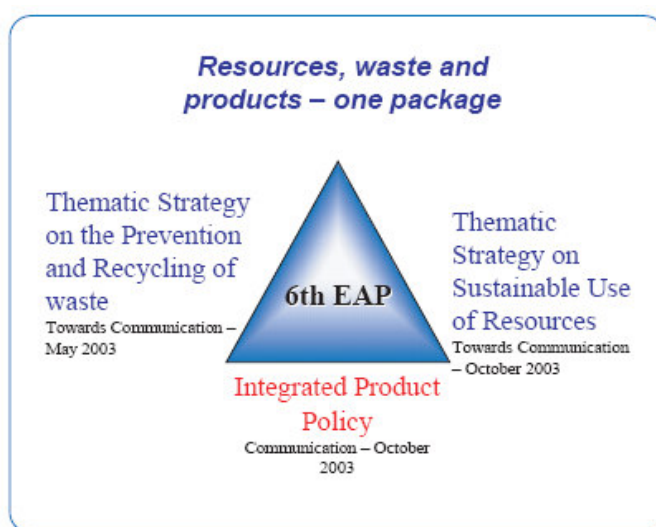 Resources, waste and
products – one package
Thematic Strategy
on the Prevention
and Recycling of
waste
Towards Communication –
May 2003
6th EAP
Thematic
Strategy on
Sustainable Use
of Resources
Towards Communication
– October 2003
Integrated Product
Policy
Communication – October
2003